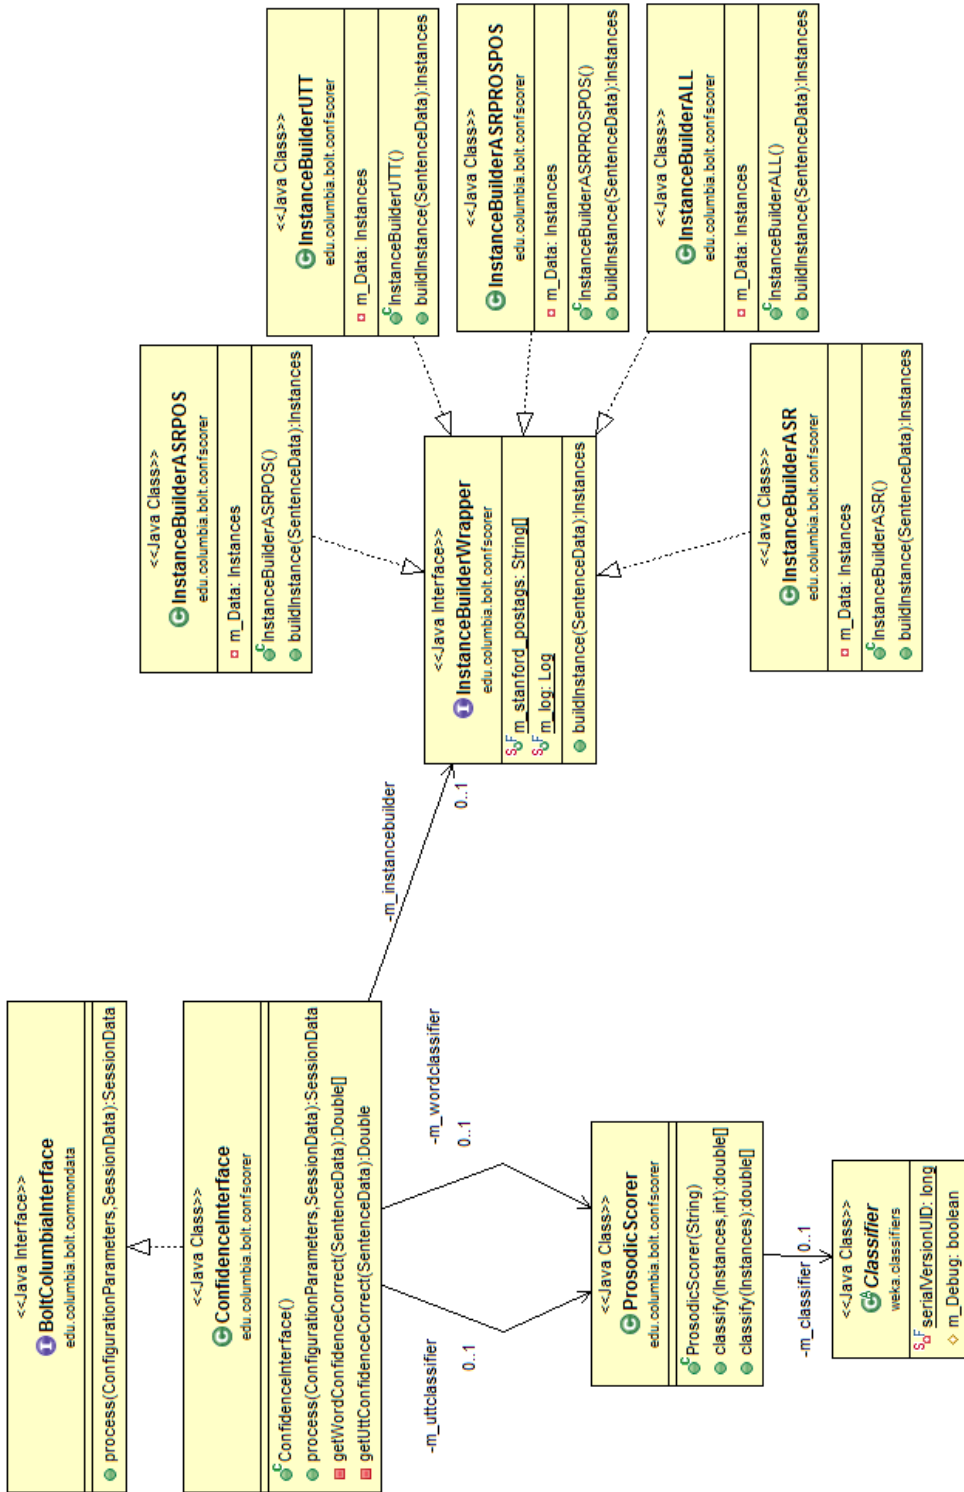 <<Java Interface>>
BoltColumbiaInterface
edu.columbia.bolt.commondata
process(ConfigurationParameters,SessionData):SessionData
<<Java Class>>
ConfidenceInterface
edu.columbia.bolt.confscorer
ConfidenceInterface()
process(ConfigurationParameters,SessionData):SessionData
getWordConfidenceCorrect(SentenceData):Double[]
getUttConfidenceCorrect(SentenceData):Double
-m_instancebuilder
0..1
-m_uttclassifier
0..1
-m_wordclassifier
0..1
<<Java Class>>
ProsodicScorer
edu.columbia.bolt.confscorer
ProsodicScorer(String)
classify(Instances,int):double[]
classify(Instances):double[]
-m_classifier
0..1
<<Java Class>>
Classifier
weka.classifiers
serialVersionUID: long
m_Debug: boolean
<<Java Class>>
InstanceBuilderASRPOS
edu.columbia.bolt.confscorer
m_Data: Instances
InstanceBuilderASRPOS()
buildInstance(SentenceData):Instances
<<Java Interface>>
InstanceBuilderWrapper
edu.columbia.bolt.confscorer
m_stanford_postags: String[]
m_log: Log
buildInstance(SentenceData):Instances
<<Java Class>>
InstanceBuilderASR
edu.columbia.bolt.confscorer
m_Data: Instances
InstanceBuilderASR()
buildInstance(SentenceData):Instances
<<Java Class>>
InstanceBuilderUTT
edu.columbia.bolt.confscorer
m_Data: Instances
InstanceBuilderUTT()
buildInstance(SentenceData):Instances
<<Java Class>>
InstanceBuilderASRPROSPOS
edu.columbia.bolt.confscorer
m_Data: Instances
InstanceBuilderASRPROSPOS()
buildInstance(SentenceData):Instances
<<Java Class>>
InstanceBuilderALL
edu.columbia.bolt.confscorer
m_Data: Instances
InstanceBuilderALL()
buildInstance(SentenceData):Instances